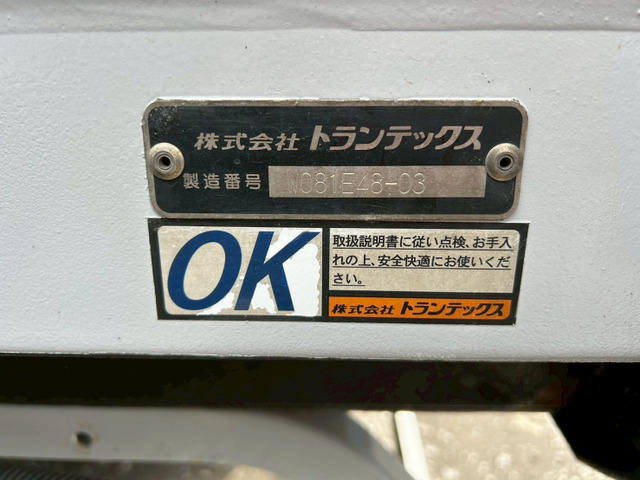 株式会社 トランテックス
製造番号 N081E48-03
OK
取扱説明書に従い点検、お手入
れの上、安全快適にお使いくだ
さい。
株式会社 トランテックス